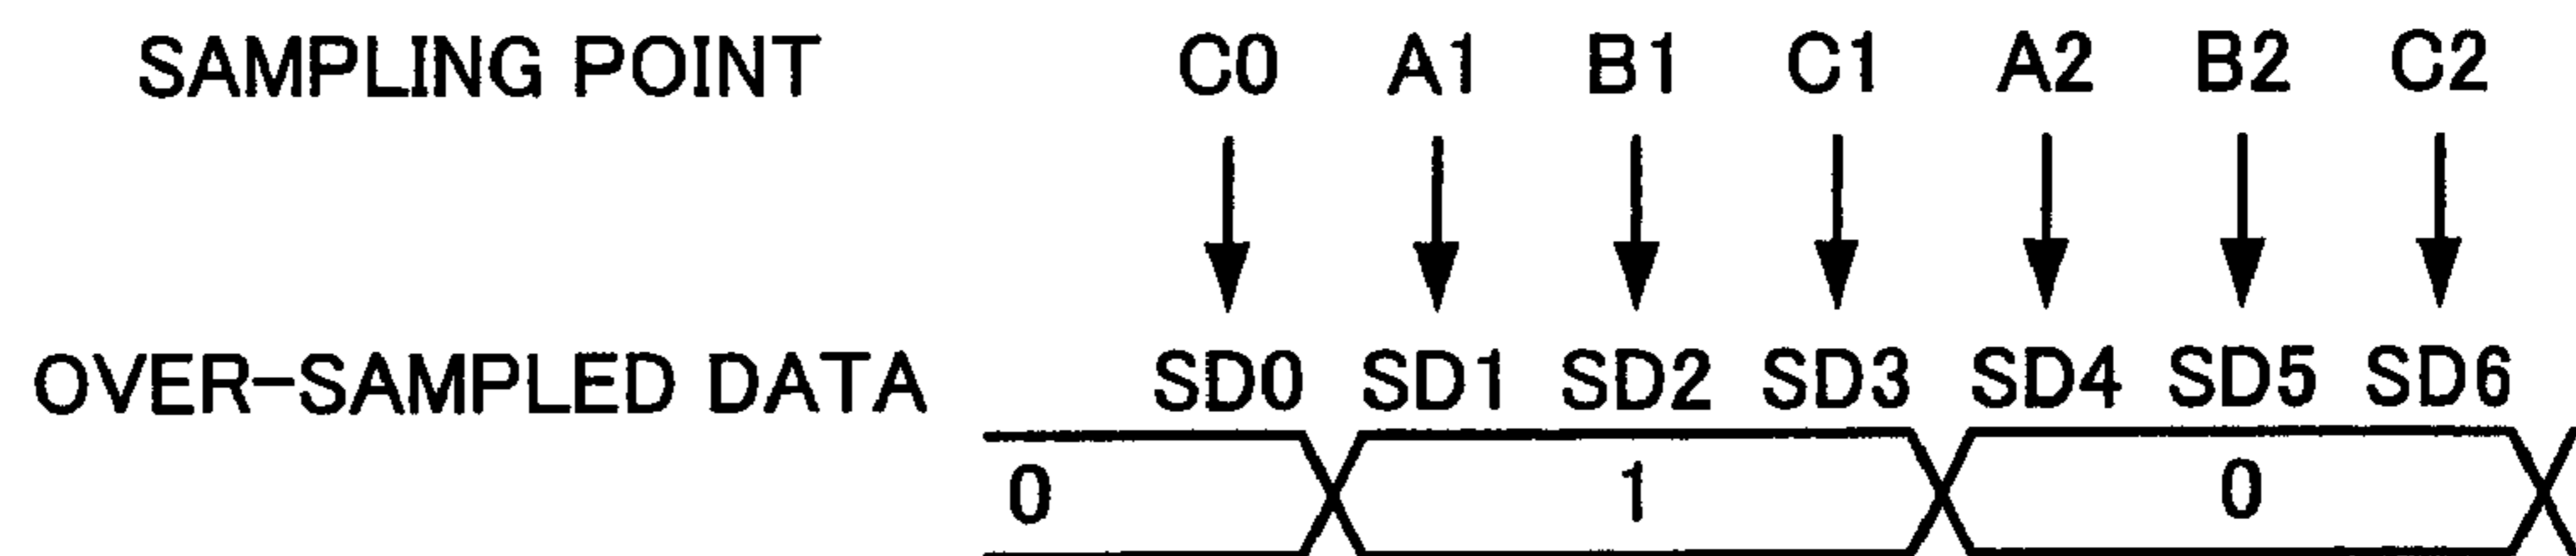 SAMPLING POINT C0 A1 B1 C1 A2 B2 C2
OVER-SAMPLED DATA SD0 SD1 SD2 SD3 SD4 SD5 SD6
0 1 0